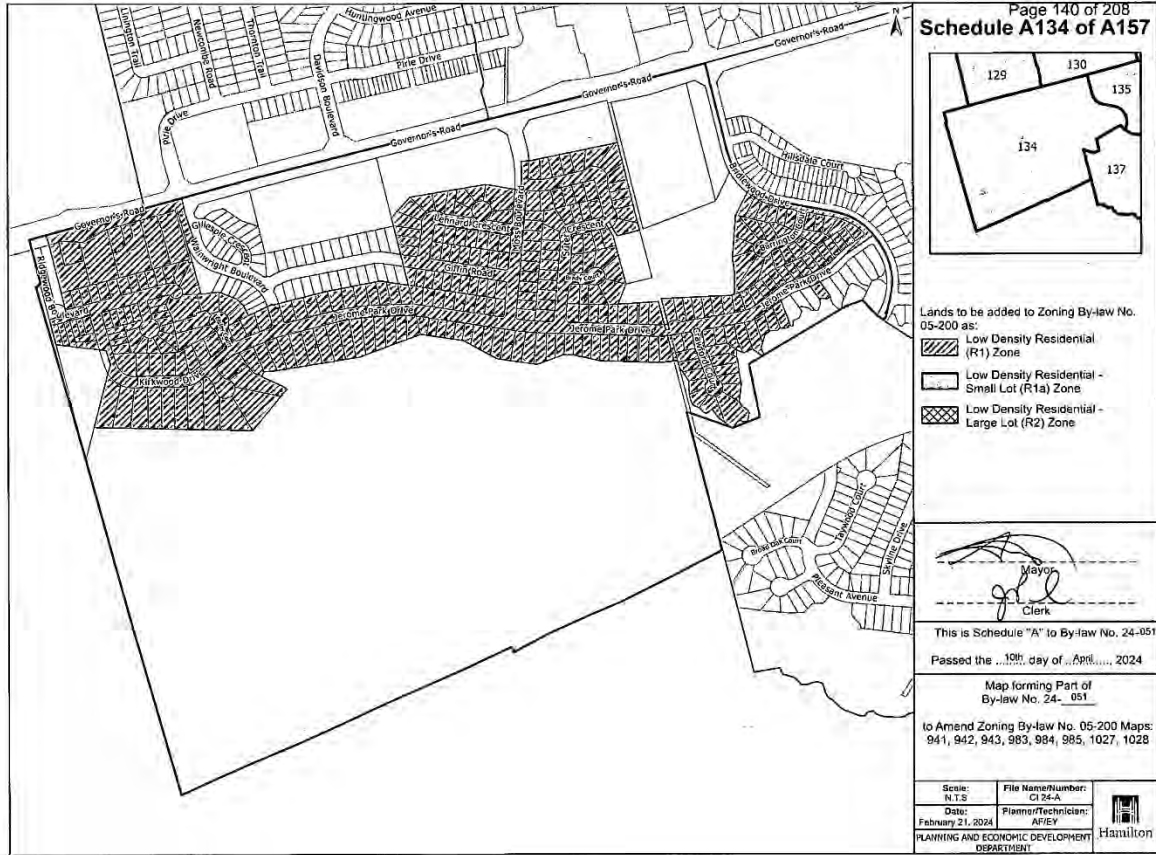 Page 140 of 208
Schedule A134 of A157
129
130
135
134
137
Lands to be added to Zoning By-law No.
05-200 as:
Low Density Residential
(R1) Zone
Low Density Residential -
Small Lot (R1a) Zone
Low Density Residential -
Large Lot (R2) Zone
Mayor
Clerk
This is Schedule "A" to By-law No. 24-051
Passed the ...10th. day of ..April....., 2024
Map forming Part of
By-law No. 24- 051
to Amend Zoning By-law No. 05-200 Maps:
941, 942, 943, 983, 984, 985, 1027, 1028
Scale:
N.T.S
File Name/Number:
CI 24-A
Date:
February 21, 2024
Planner/Technician:
AF/EY
PLANNING AND ECONOMIC DEVELOPMENT
DEPARTMENT
Hamilton
N
Linington Trail
Newcombe Road
Thornton Trail
Huntingwood Avenue
Davidson Boulevard
Pirie Drive
Pirie Drive
Governor's Road
Governor's Road
Governor's Road
Governor's Road
Hillsdale Court
Bridlewood Drive
Gillespie Crescent
Wainwright Boulevard
Ridgewood Boulevard
Lennard Crescent
Crescent
Giffin Road
Jerome Park Drive
Jerome Park Drive
Jerome Park Drive
Kirkwood Drive
Taywood Court
Broad Oak Court
Skyline Drive
Pleasant Avenue